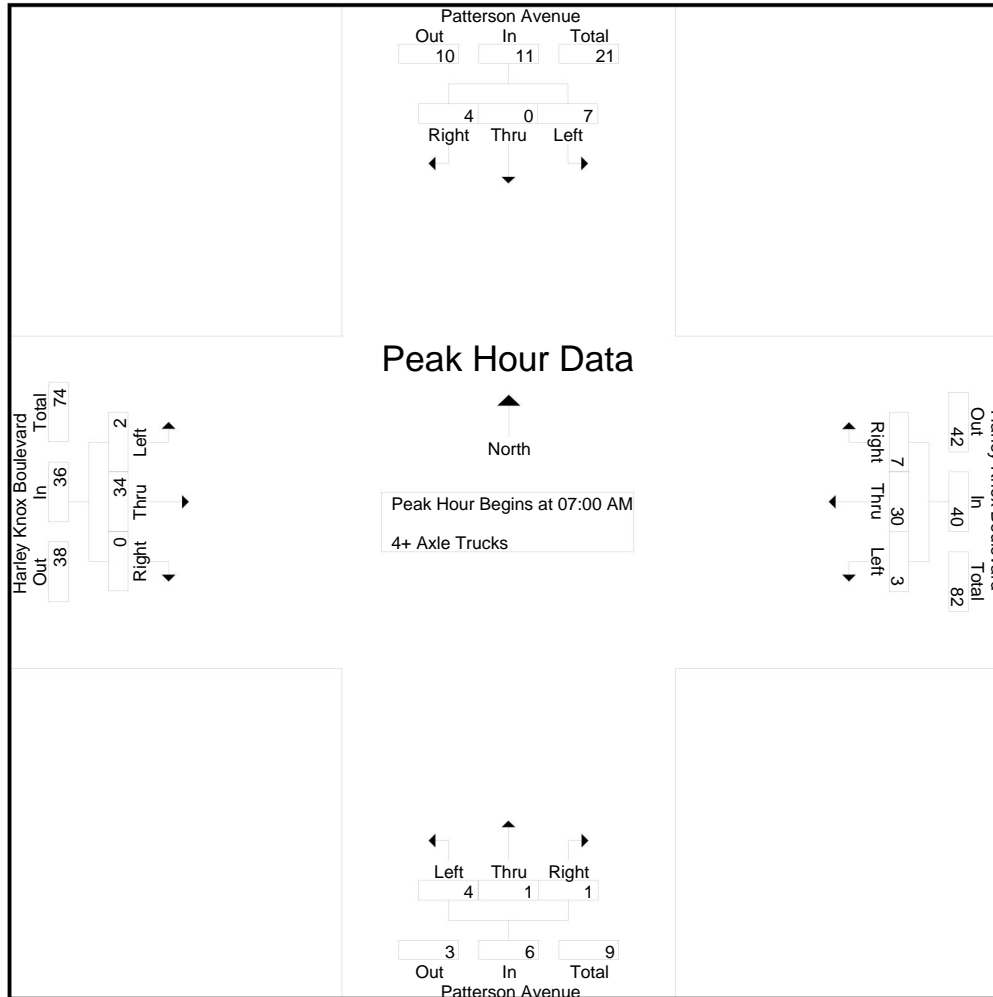 Patterson Avenue
Out In Total
10 11 21
4 0 7
Right Thru Left
Peak Hour Data
North
Peak Hour Begins at 07:00 AM
4+ Axle Trucks
Harley Knox Boulevard
Out In Total
38 36 74
0 34 2
Right Thru Left
Out In Total
42 40 82
7 30 3
Right Thru Left
Left Thru Right
4 1 1
3 6 9
Out In Total
Patterson Avenue